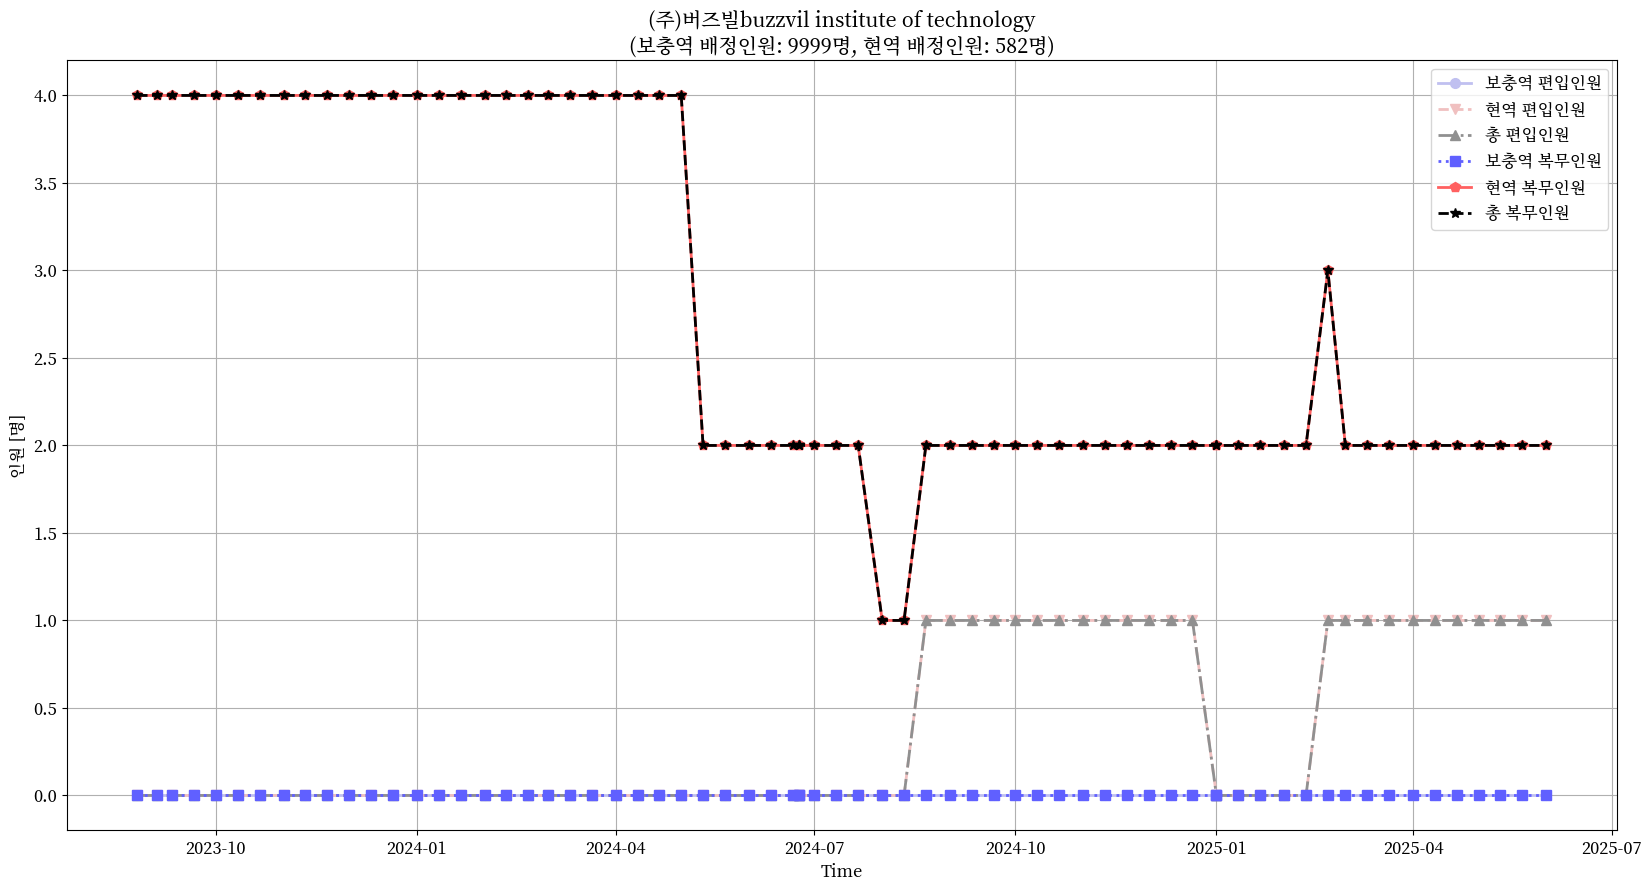 (주)버즈빌buzzvil institute of technology
(보충역 배정인원: 9999명, 현역 배정인원: 582명)
보충역 편입인원
현역 편입인원
총 편입인원
보충역 복무인원
현역 복무인원
총 복무인원
인원 [명]
4.0
3.5
3.0
2.5
2.0
1.5
1.0
0.5
0.0
2023-10
2024-01
2024-04
2024-07
2024-10
2025-01
2025-04
2025-07
Time